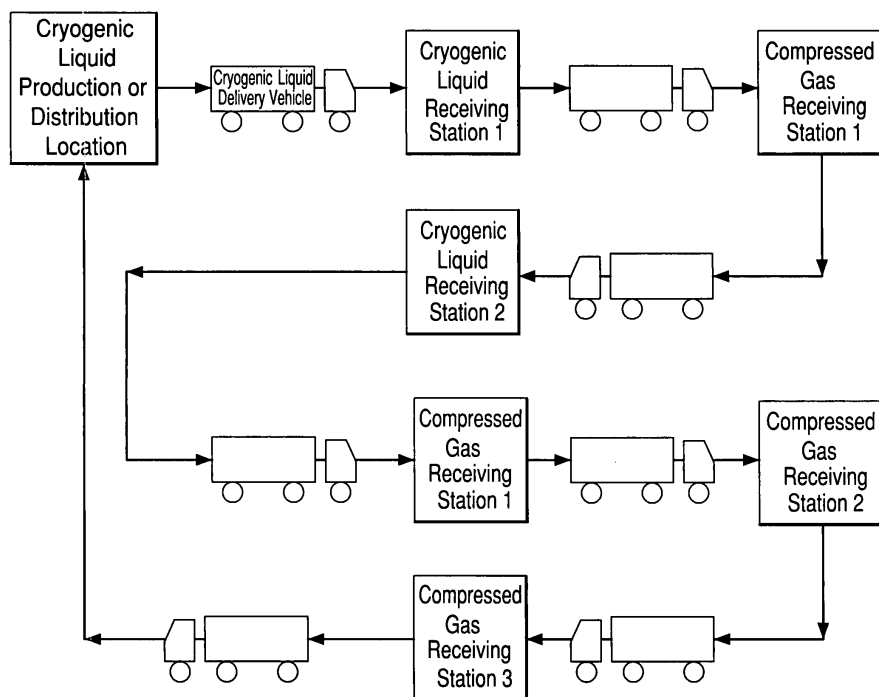 Cryogenic
Liquid
Production or
Distribution
Location
Cryogenic Liquid
Delivery Vehicle
Cryogenic
Liquid
Receiving
Station 1
Compressed
Gas
Receiving
Station 1
Cryogenic
Liquid
Receiving
Station 2
Compressed
Gas
Receiving
Station 1
Compressed
Gas
Receiving
Station 2
Compressed
Gas
Receiving
Station 3